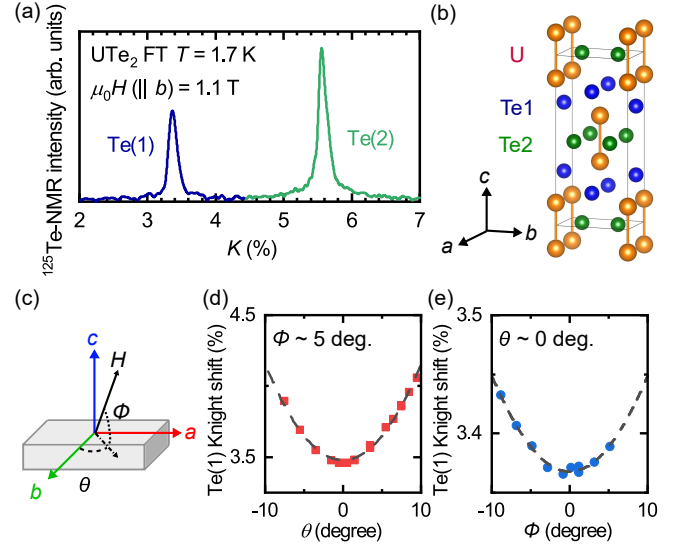 (a)
¹²⁵Te-NMR intensity (arb. units)
UTe₂ FT T = 1.7 K
μ₀H (∥ b) = 1.1 T
Te(1)
Te(2)
2 3 4 5 6 7
K (%)
(b)
U
Te1
Te2
c
a
b
(c)
c
H
Φ
a
b
θ
(d)
Te(1) Knight shift (%)
4.5
3.5
Φ ~ 5 deg.
-10 0 10
θ (degree)
(e)
Te(1) Knight shift (%)
3.5
3.4
θ ~ 0 deg.
-10 0 10
Φ (degree)